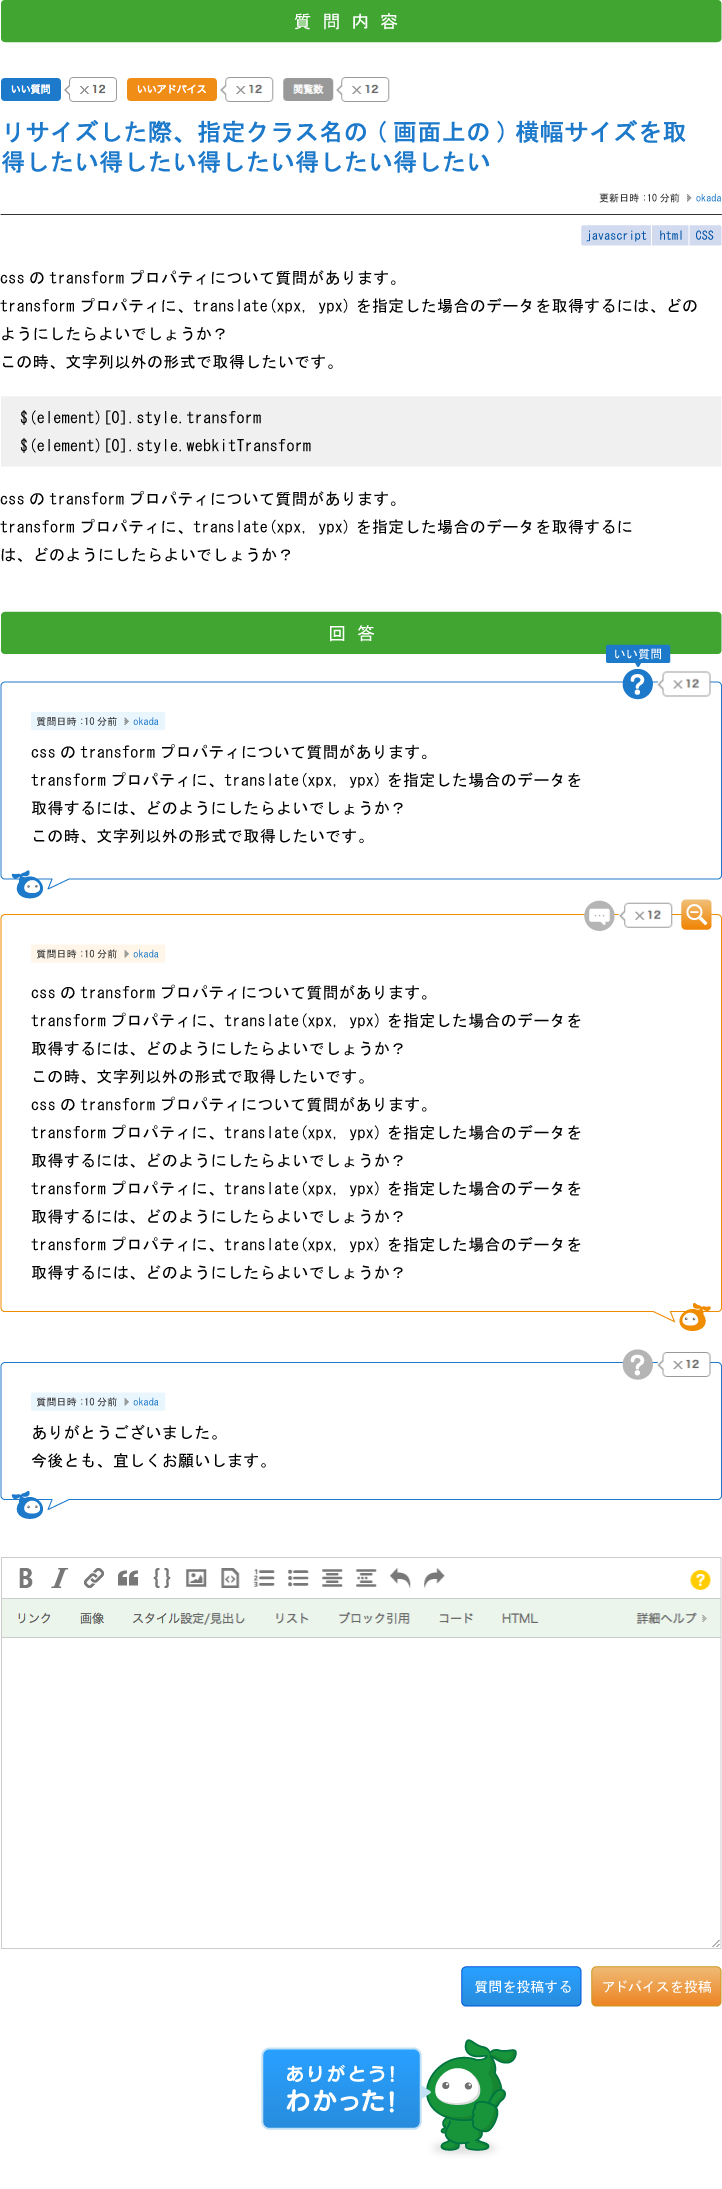 質問内容
いい質問 ×12 いいアドバイス ×12 閲覧数 ×12
リサイズした際、指定クラス名の ( 画面上の ) 横幅サイズを取
得したい得したい得したい得したい得したい
更新日時：10 分前 okada
javascript html CSS
css の transform プロパティについて質問があります。
transform プロパティに、translate(xpx, ypx) を指定した場合のデータを取得するには、どの
ようにしたらよいでしょうか？
この時、文字列以外の形式で取得したいです。
$(element)[0].style.transform
$(element)[0].style.webkitTransform
css の transform プロパティについて質問があります。
transform プロパティに、translate(xpx, ypx) を指定した場合のデータを取得するに
は、どのようにしたらよいでしょうか？
回答
いい質問
? ×12
質問日時：10 分前 okada
css の transform プロパティについて質問があります。
transform プロパティに、translate(xpx, ypx) を指定した場合のデータを
取得するには、どのようにしたらよいでしょうか？
この時、文字列以外の形式で取得したいです。
×12
質問日時：10 分前 okada
css の transform プロパティについて質問があります。
transform プロパティに、translate(xpx, ypx) を指定した場合のデータを
取得するには、どのようにしたらよいでしょうか？
この時、文字列以外の形式で取得したいです。
css の transform プロパティについて質問があります。
transform プロパティに、translate(xpx, ypx) を指定した場合のデータを
取得するには、どのようにしたらよいでしょうか？
transform プロパティに、translate(xpx, ypx) を指定した場合のデータを
取得するには、どのようにしたらよいでしょうか？
transform プロパティに、translate(xpx, ypx) を指定した場合のデータを
取得するには、どのようにしたらよいでしょうか？
? ×12
質問日時：10 分前 okada
ありがとうございました。
今後とも、宜しくお願いします。
B I {} ?
リンク 画像 スタイル設定/見出し リスト ブロック引用 コード HTML 詳細ヘルプ
質問を投稿する アドバイスを投稿
ありがとう!
わかった!